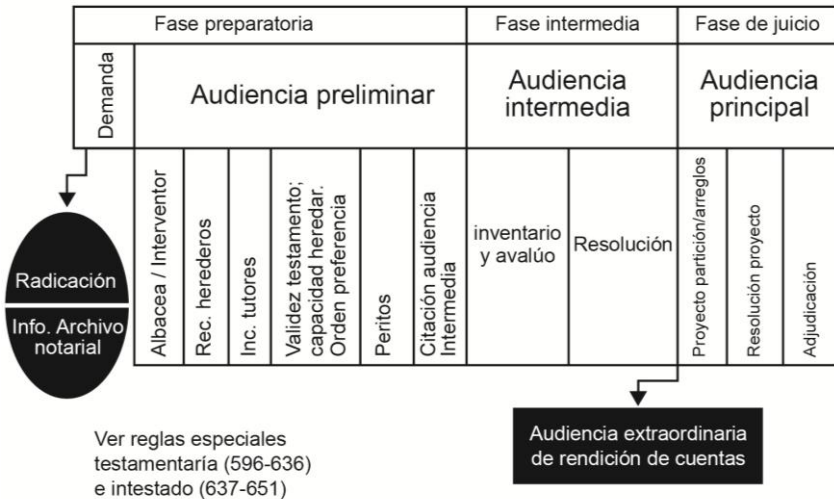 Fase preparatoria
Fase intermedia
Fase de juicio
Demanda
Audiencia preliminar
Audiencia
intermedia
Audiencia
principal
Radicación
Info. Archivo
notarial
Albacea / Interventor
Rec. herederos
Inc. tutores
Validez testamento;
capacidad heredar.
Orden preferencia
Peritos
Citación audiencia
Intermedia
inventario
y avalúo
Resolución
Proyecto partición/arreglos
Resolución proyecto
Adjudicación
Ver reglas especiales
testamentaría (596-636)
e intestado (637-651)
Audiencia extraordinaria
de rendición de cuentas